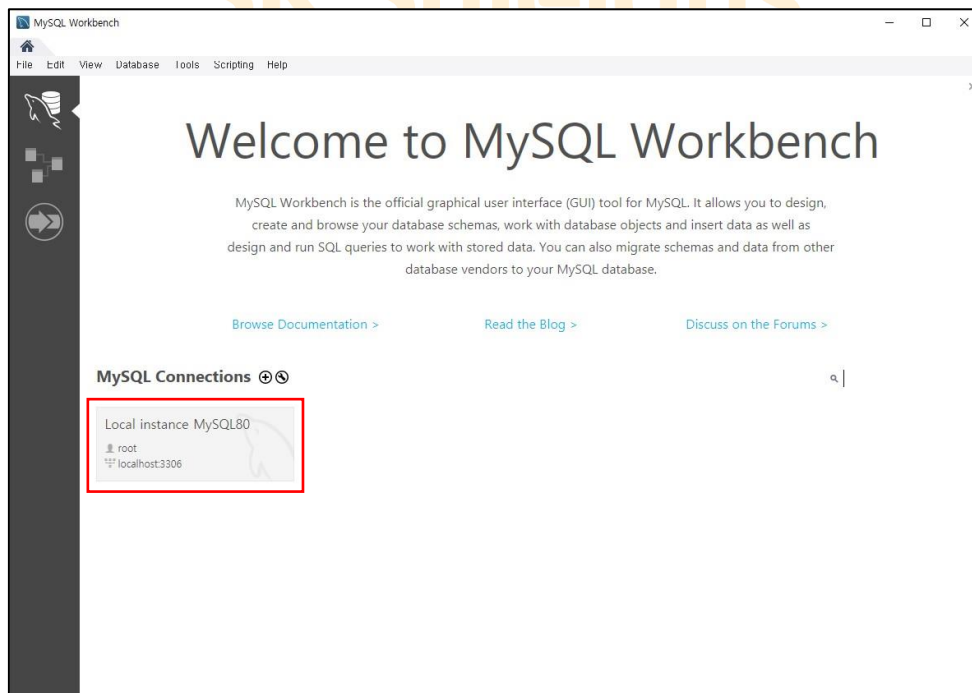 MySQL Workbench
File Edit View Database Tools Scripting Help
Welcome to MySQL Workbench
MySQL Workbench is the official graphical user interface (GUI) tool for MySQL. It allows you to design,
create and browse your database schemas, work with database objects and insert data as well as
design and run SQL queries to work with stored data. You can also migrate schemas and data from other
database vendors to your MySQL database.
Browse Documentation >
Read the Blog >
Discuss on the Forums >
MySQL Connections
Local instance MySQL80
root
localhost:3306